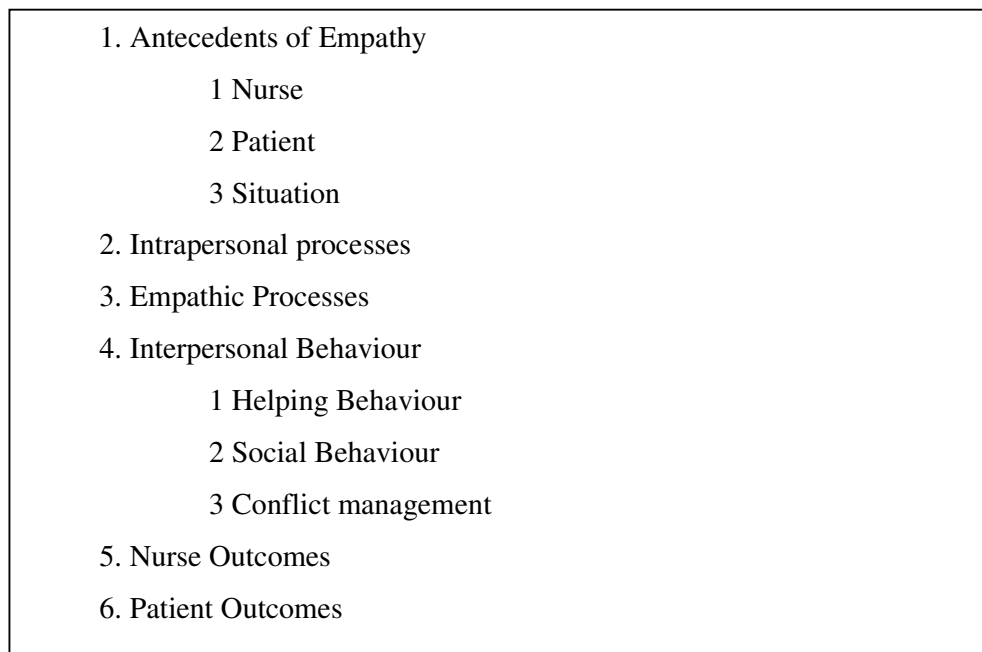 1. Antecedents of Empathy
1 Nurse
2 Patient
3 Situation
2. Intrapersonal processes
3. Empathic Processes
4. Interpersonal Behaviour
1 Helping Behaviour
2 Social Behaviour
3 Conflict management
5. Nurse Outcomes
6. Patient Outcomes